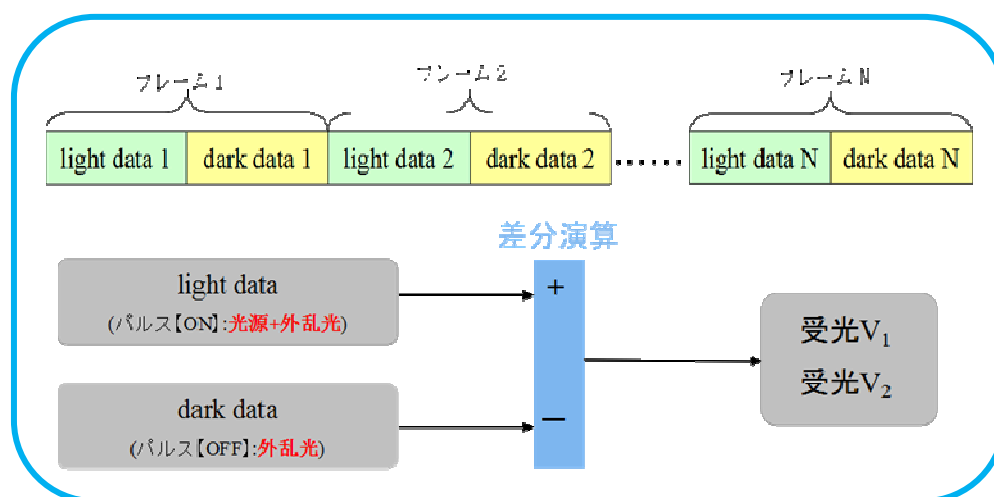 フレーム1
フレーム2
フレームN
light data 1
dark data 1
light data 2
dark data 2
······
light data N
dark data N
差分演算
light data
(パルス【ON】:光源+外乱光)
+
dark data
(パルス【OFF】:外乱光)
−
受光V₁
受光V₂